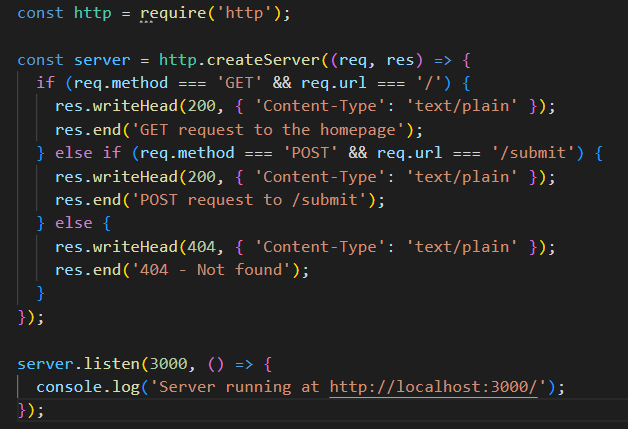 const http = require('http');

const server = http.createServer((req, res) => {
  if (req.method === 'GET' && req.url === '/') {
    res.writeHead(200, { 'Content-Type': 'text/plain' });
    res.end('GET request to the homepage');
  } else if (req.method === 'POST' && req.url === '/submit') {
    res.writeHead(200, { 'Content-Type': 'text/plain' });
    res.end('POST request to /submit');
  } else {
    res.writeHead(404, { 'Content-Type': 'text/plain' });
    res.end('404 - Not found');
  }
});

server.listen(3000, () => {
  console.log('Server running at http://localhost:3000/');
});